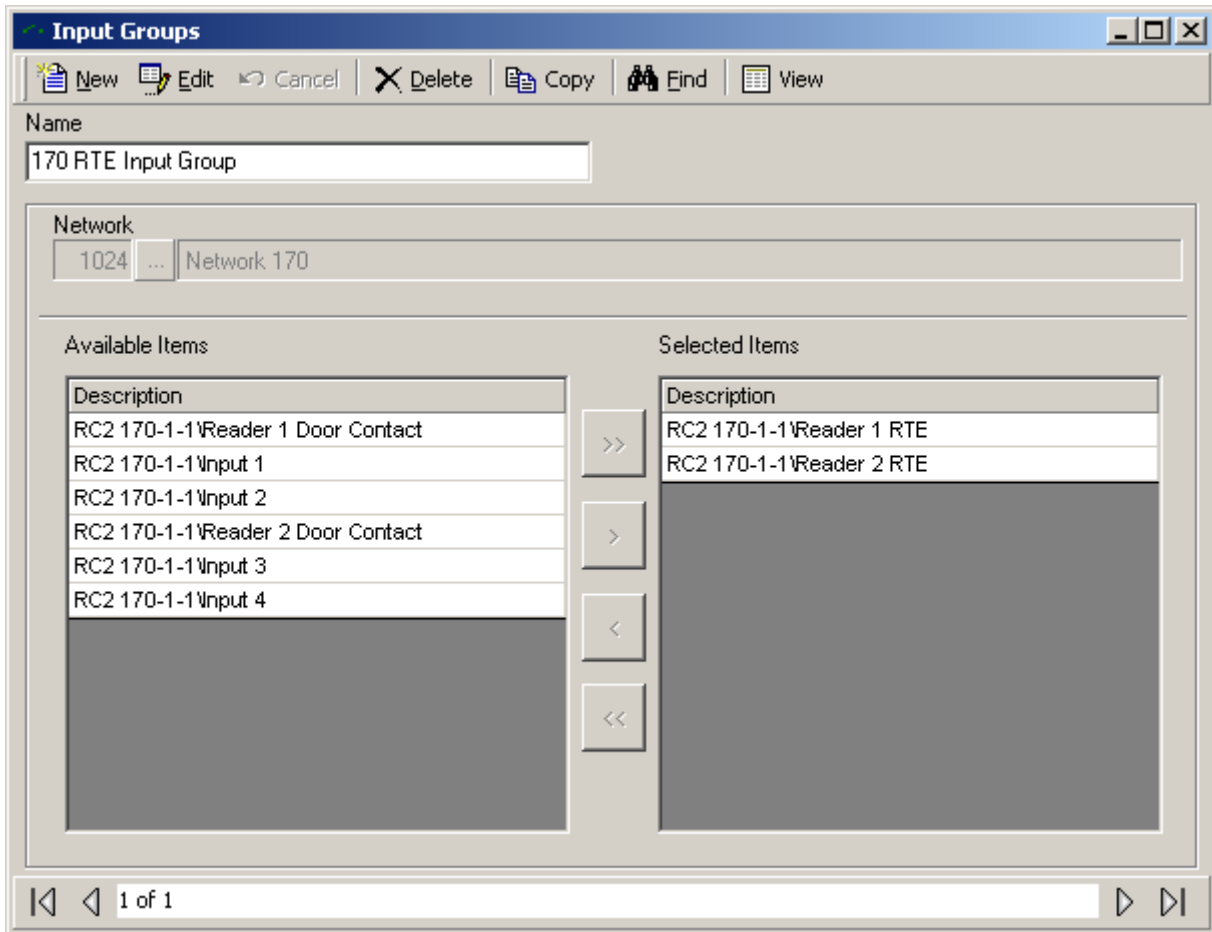 Input Groups
New Edit Cancel Delete Copy Find View
Name
170 RTE Input Group
Network
1024 ... Network 170
Available Items Selected Items
Description Description
RC2 170-1-1\Reader 1 Door Contact >> RC2 170-1-1\Reader 1 RTE
RC2 170-1-1\Input 1 RC2 170-1-1\Reader 2 RTE
RC2 170-1-1\Input 2
RC2 170-1-1\Reader 2 Door Contact >
RC2 170-1-1\Input 3
RC2 170-1-1\Input 4
<
<<
1 of 1